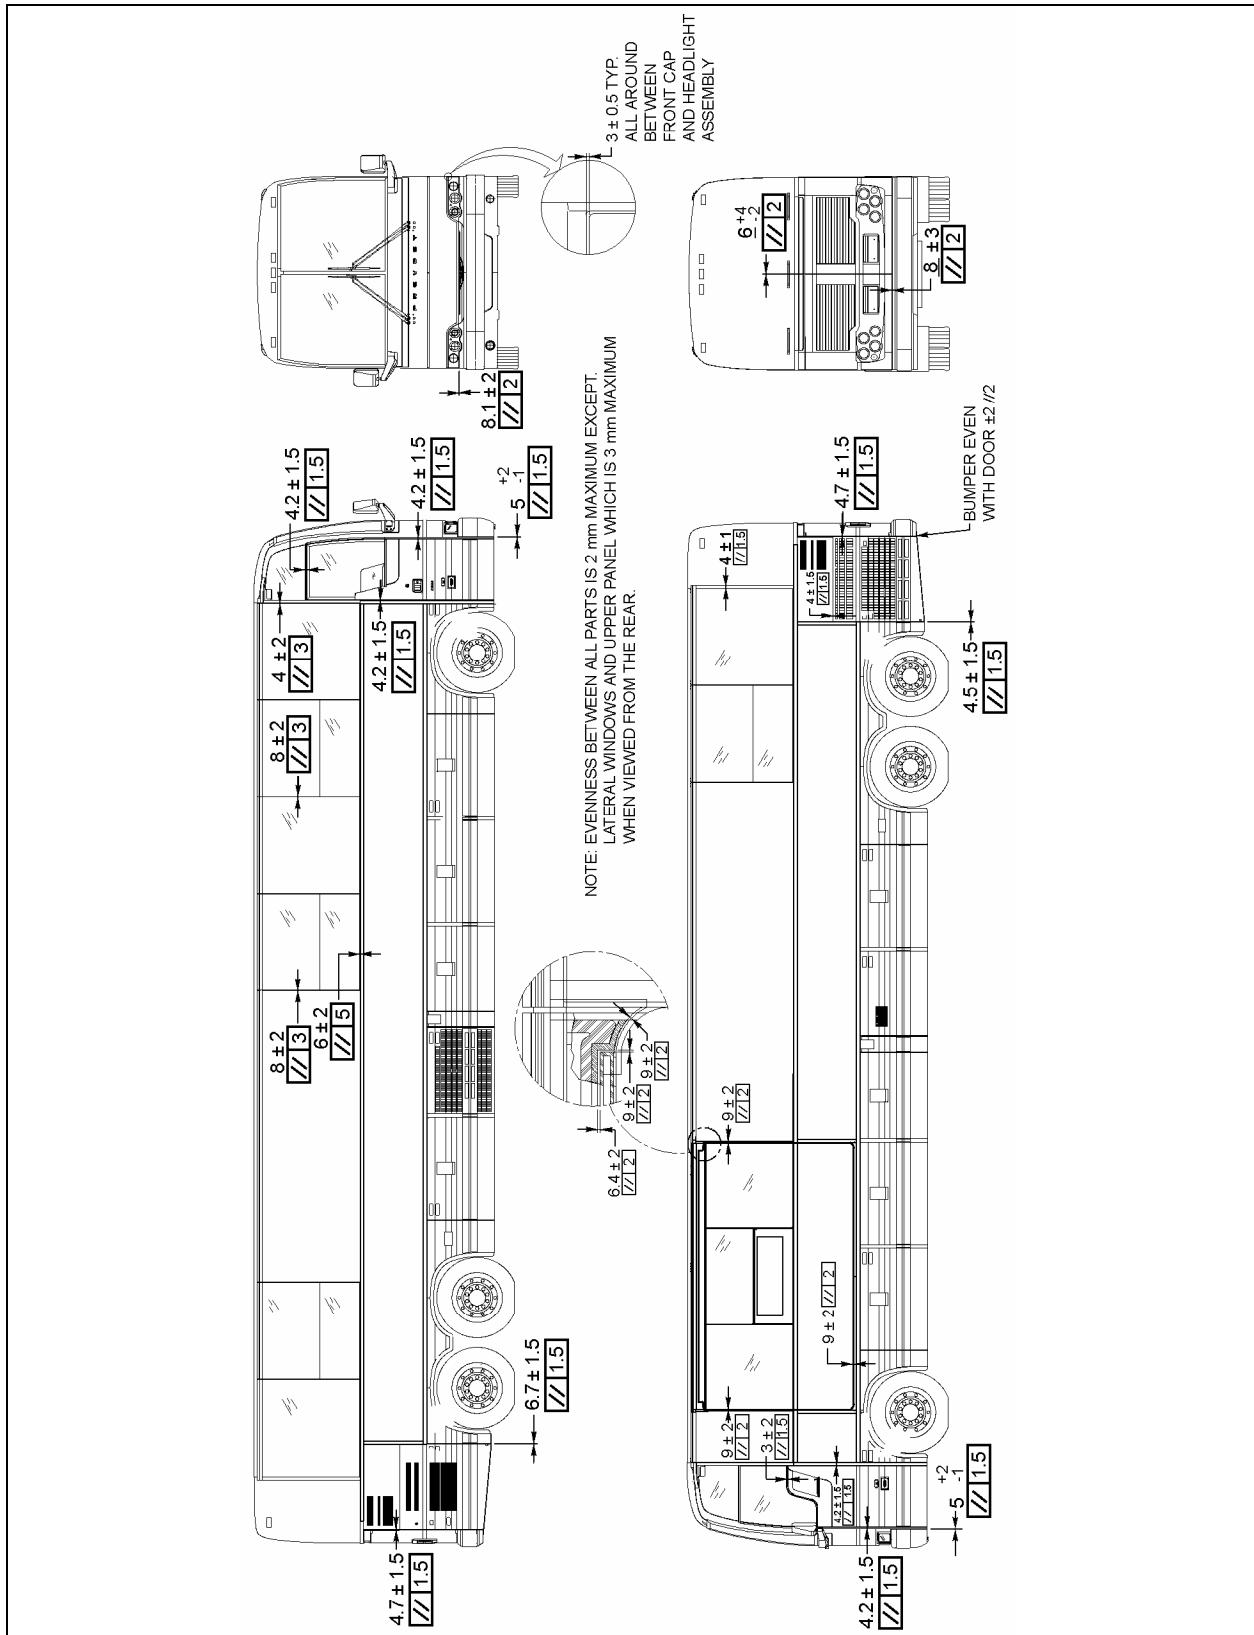 4.7 ± 1.5
// 1.5
6.7 ± 1.5
// 1.5
8 ± 2
// 3
6 ± 2
// 5
8 ± 2
// 3
4 ± 2
// 3
4.2 ± 1.5
// 1.5
4.2 ± 1.5
// 1.5
4.2 ± 1.5
// 1.5
5 +2 -1
// 1.5
8.1 ± 2
// 2
PREVOST
3 ± 0.5 TYP.
ALL AROUND
BETWEEN
FRONT CAP
AND HEADLIGHT
ASSEMBLY
NOTE: EVENNESS BETWEEN ALL PARTS IS 2 mm MAXIMUM EXCEPT.
LATERAL WINDOWS AND UPPER PANEL WHICH IS 3 mm MAXIMUM
WHEN VIEWED FROM THE REAR.
6.4 ± 2
// 2
9 ± 2
// 2
9 ± 2
// 2
9 ± 2
// 2
9 ± 2
// 2
3 ± 2
// 1.5
4.2 ± 1.5
// 1.5
9 ± 2 // 2
4.2 ± 1.5
// 1.5
5 +2 -1
// 1.5
4 ± 1
// 1.5
4 ± 1.5
// 1.5
4.7 ± 1.5
// 1.5
4.5 ± 1.5
// 1.5
BUMPER EVEN
WITH DOOR ±2 //2
6 +4 -2
// 2
8 ± 3
// 2